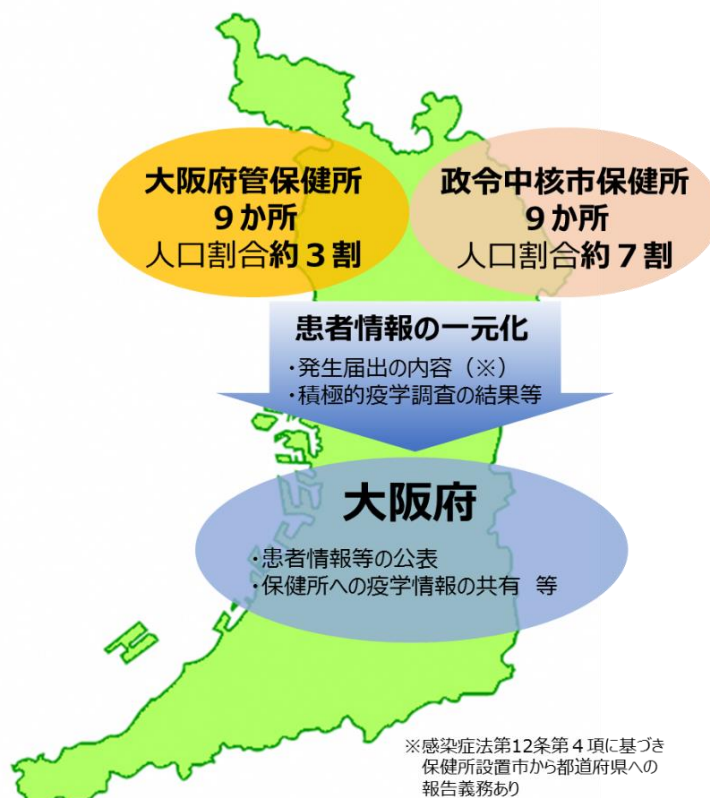 大阪府管保健所
９か所
人口割合約３割
政令中核市保健所
９か所
人口割合約７割
患者情報の一元化
・発生届出の内容（※）
・積極的疫学調査の結果等
大阪府
・患者情報等の公表
・保健所への疫学情報の共有　等
※感染症法第12条第４項に基づき
保健所設置市から都道府県への
報告義務あり